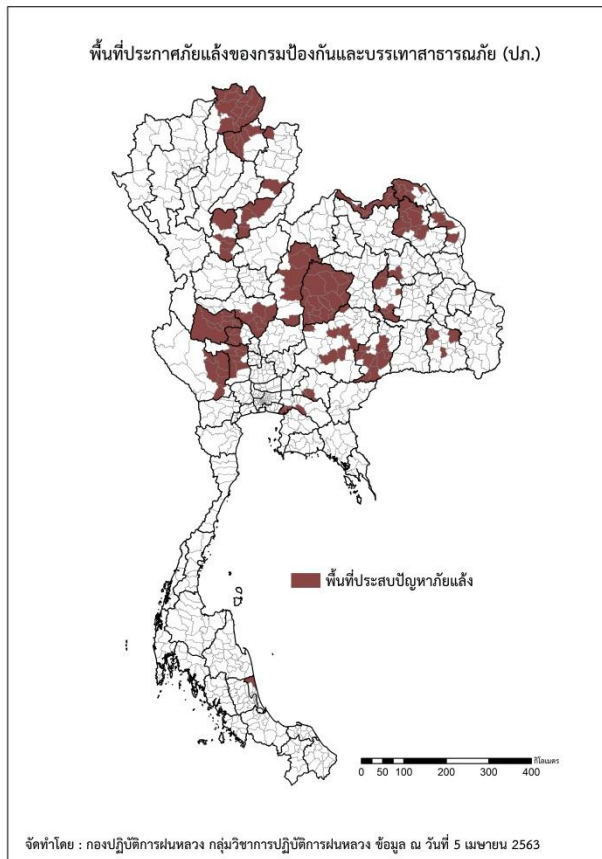 พื้นที่ประกาศภัยแล้งของกรมป้องกันและบรรเทาสาธารณภัย (ปภ.)
พื้นที่ประสบปัญหาภัยแล้ง
กิโลเมตร
0 50 100 200 300 400
จัดทำโดย : กองปฏิบัติการฝนหลวง กลุ่มวิชาการปฏิบัติการฝนหลวง ข้อมูล ณ วันที่ 5 เมษายน 2563